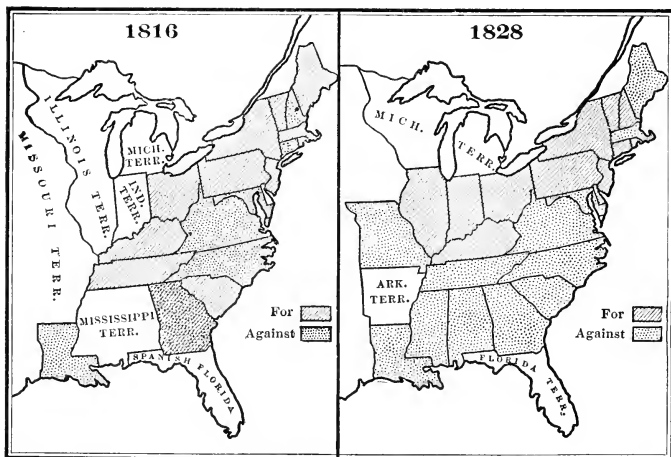 1816
MISSOURI TERR.
ILLINOIS TERR.
MICH.
TERR.
IND.
TERR.
MISSISSIPPI
TERR.
SPANISH FLORIDA
For
Against
1828
MICH. TERR.
ARK.
TERR.
FLORIDA TERR.
For
Against